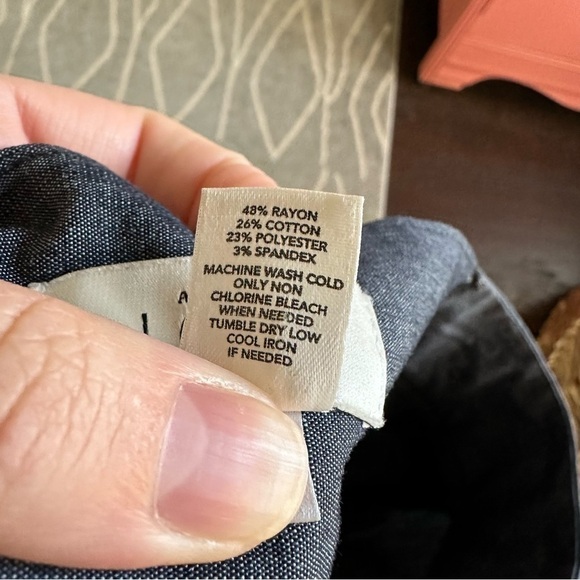 48% RAYON
26% COTTON
23% POLYESTER
3% SPANDEX
MACHINE WASH COLD
ONLY NON
CHLORINE BLEACH
WHEN NEEDED
TUMBLE DRY LOW
COOL IRON
IF NEEDED